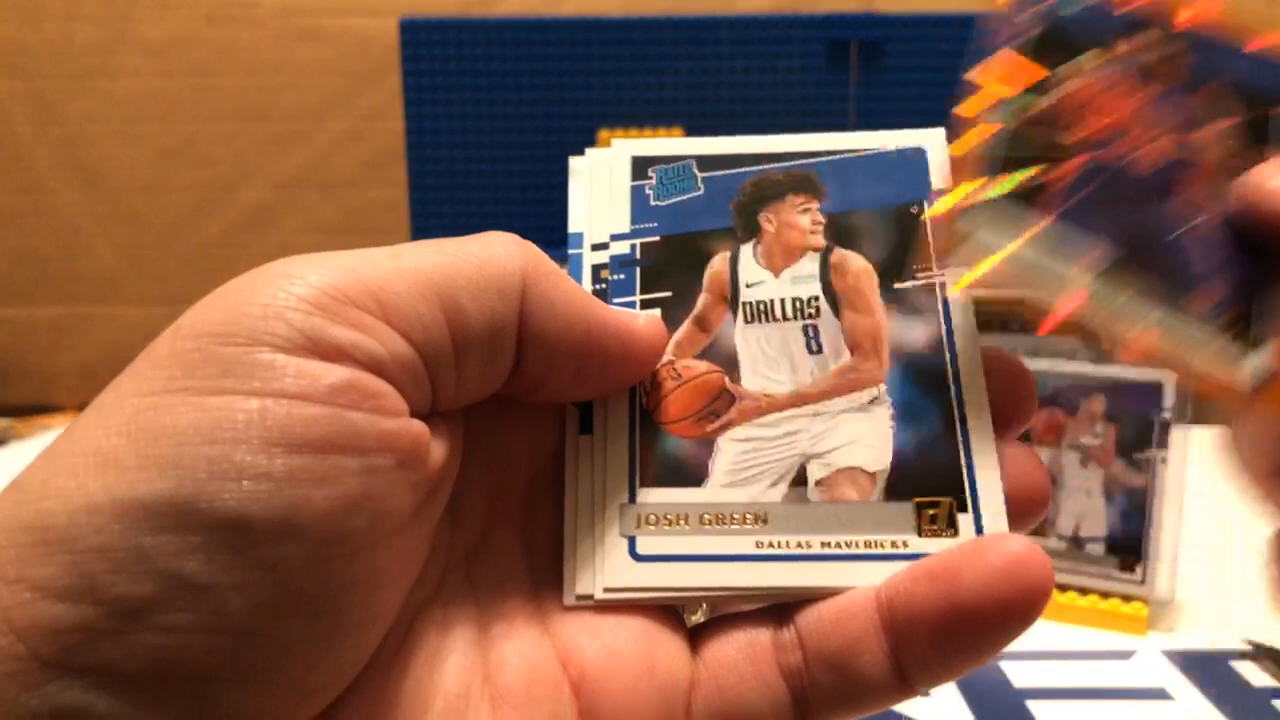 RATED
ROOKIE
DALLAS
8
JOSH GREEN
DALLAS MAVERICKS